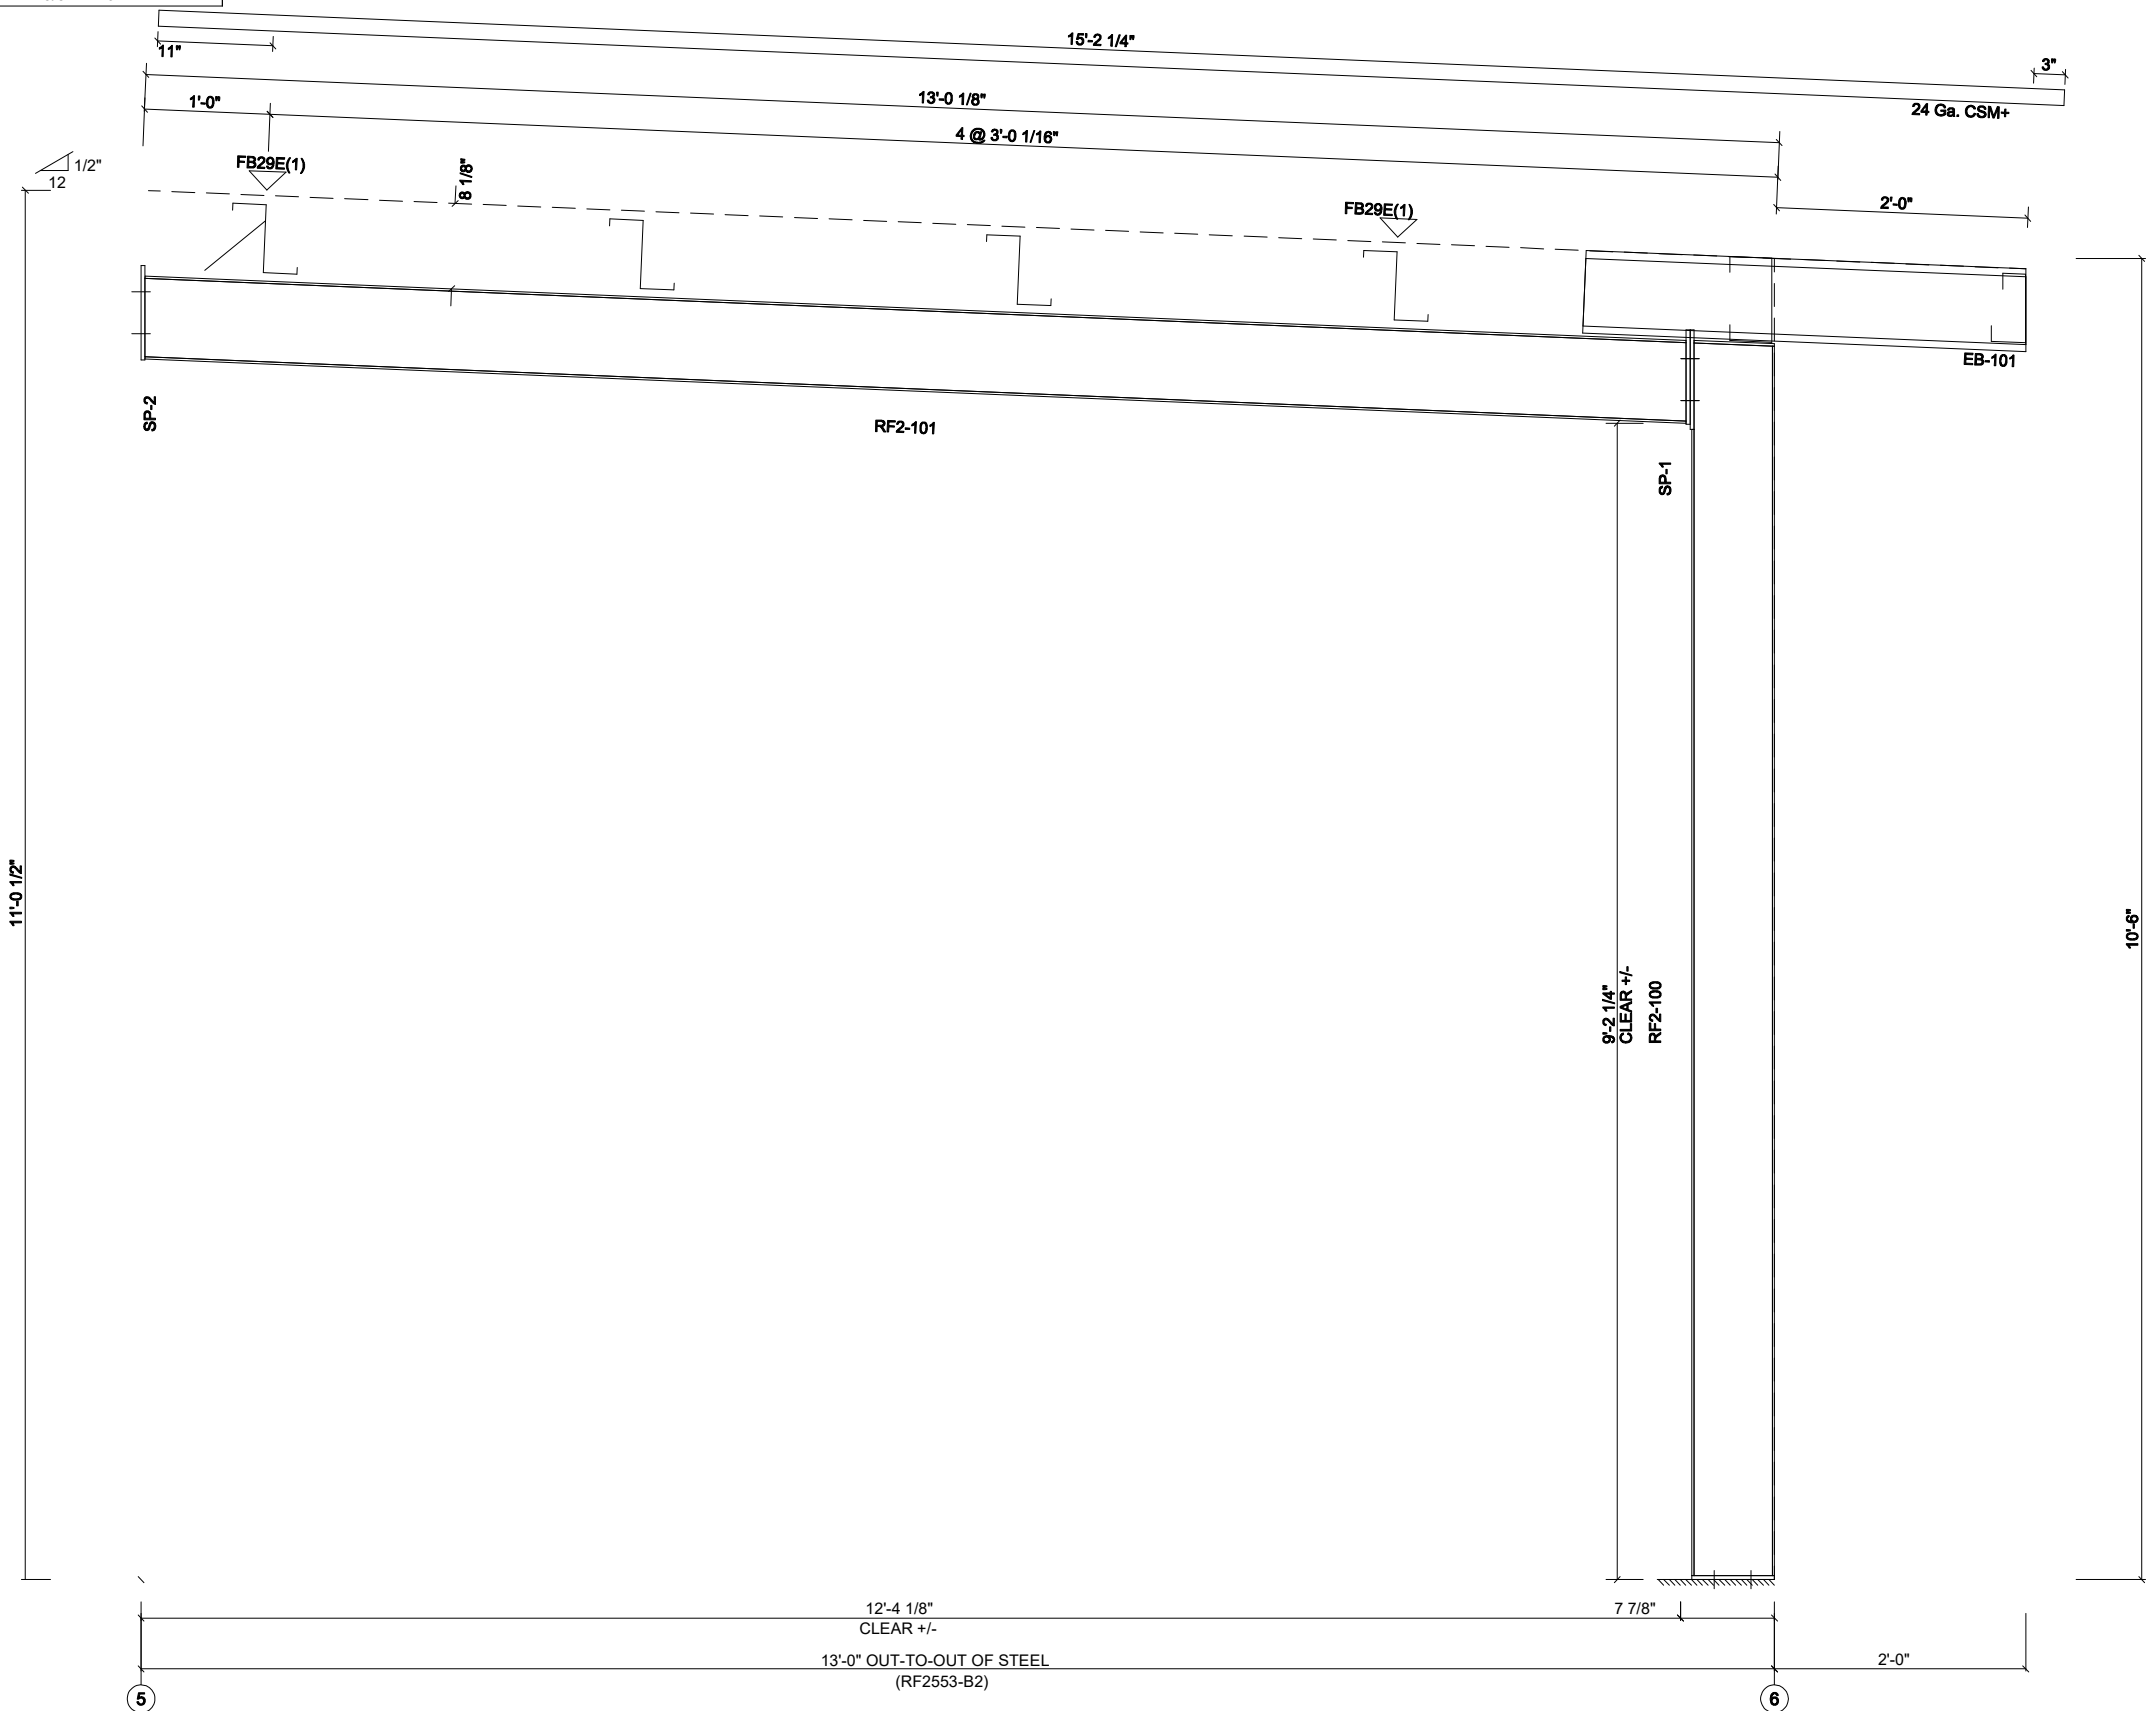 15'-2 1/4"
11"
3"
13'-0 1/8"
24 Ga. CSM+
1'-0"
4 @ 3'-0 1/16"
1/2"
12
FB29E(1)
8 1/8"
FB29E(1)
2'-0"
EB-101
SP-2
RF2-101
SP-1
11'-0 1/2"
10'-6"
9'-2 1/4"
CLEAR +/-
RF2-100
12'-4 1/8"
7 7/8"
CLEAR +/-
13'-0" OUT-TO-OUT OF STEEL
2'-0"
(RF2553-B2)
5
6